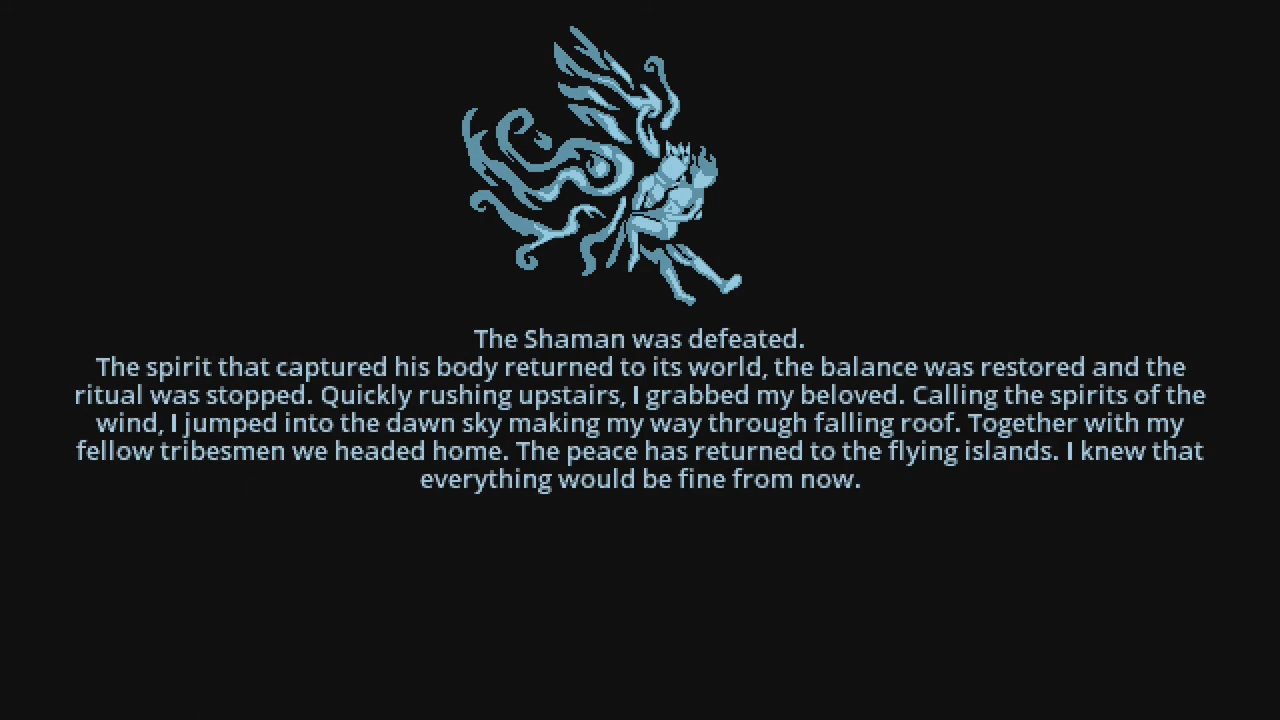 The Shaman was defeated.
The spirit that captured his body returned to its world, the balance was restored and the
ritual was stopped. Quickly rushing upstairs, I grabbed my beloved. Calling the spirits of the
wind, I jumped into the dawn sky making my way through falling roof. Together with my
fellow tribesmen we headed home. The peace has returned to the flying islands. I knew that
everything would be fine from now.